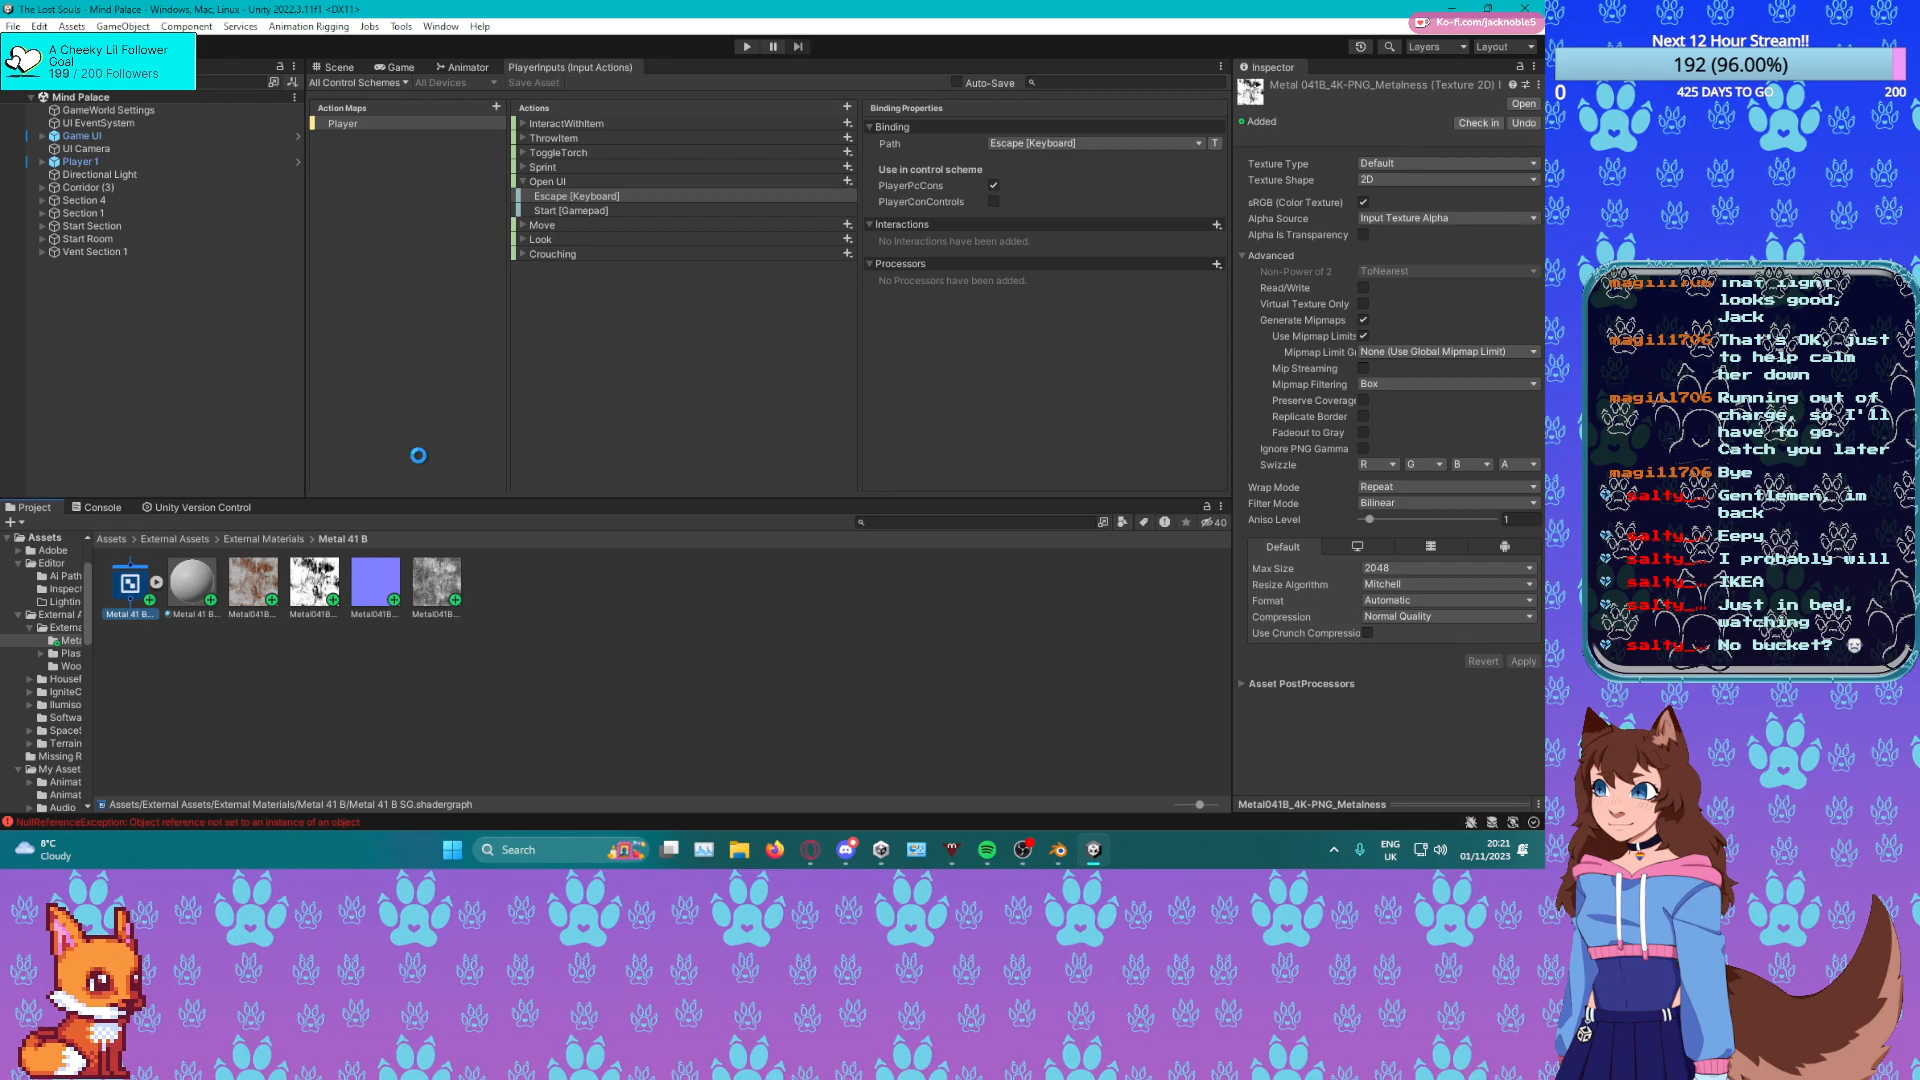 The Lost Souls - Mind Palace - Windows, Mac, Linux - Unity 2022.3.11f1 <DX11>
File Edit Assets GameObject Component Services Animation Rigging Jobs Tools Window Help
Ko-fi.com/jacknoble5
A Cheeky Lil Follower
Goal
199 / 200 Followers
Layers
Layout
Scene
Game
Animator
PlayerInputs (Input Actions)
All Control Schemes
All Devices
Save Asset
Auto-Save
Mind Palace
GameWorld Settings
UI EventSystem
Game UI
UI Camera
Player 1
Directional Light
Corridor (3)
Section 4
Section 1
Start Section
Start Room
Vent Section 1
Action Maps
Player
Actions
InteractWithItem
ThrowItem
ToggleTorch
Sprint
Open UI
Escape [Keyboard]
Start [Gamepad]
Move
Look
Crouching
Binding Properties
Binding
Path
Escape [Keyboard]
T
Use in control scheme
PlayerPcCons
PlayerConControls
Interactions
No Interactions have been added.
Processors
No Processors have been added.
Inspector
Metal 041B_4K-PNG_Metalness (Texture 2D) I
Open
Added
Check in
Undo
Texture Type Default
Texture Shape 2D
sRGB (Color Texture)
Alpha Source Input Texture Alpha
Alpha Is Transparency
Advanced
Non-Power of 2 ToNearest
Read/Write
Virtual Texture Only
Generate Mipmaps
Use Mipmap Limits
Mipmap Limit Gr None (Use Global Mipmap Limit)
Mip Streaming
Mipmap Filtering Box
Preserve Coverage
Replicate Border
Fadeout to Gray
Ignore PNG Gamma
Swizzle R G B A
Wrap Mode Repeat
Filter Mode Bilinear
Aniso Level 1
Default
Max Size 2048
Resize Algorithm Mitchell
Format Automatic
Compression Normal Quality
Use Crunch Compressio
Revert
Apply
Asset PostProcessors
Metal041B_4K-PNG_Metalness
Project
Console
Unity Version Control
40
Assets
Adobe
Editor
Ai Path
Inspect
Lighting
External A
Externa
Meta
Plas
Woo
HouseF
IgniteC
Ilumiso
Softwa
SpaceS
Terrain
Missing R
My Asset
Animat
Animat
Audio
Assets > External Assets > External Materials > Metal 41 B
Metal 41 B...
Metal 41 B...
Metal041B...
Metal041B...
Metal041B...
Metal041B...
Assets/External Assets/External Materials/Metal 41 B/Metal 41 B SG.shadergraph
NullReferenceException: Object reference not set to an instance of an object
8°C
Cloudy
Search
ENG
UK
20:21
01/11/2023
Next 12 Hour Stream!!
192 (96.00%)
0
425 DAYS TO GO
200
magi11706 That light
looks good,
Jack
magi11706 That's OK, just
to help calm
her down
magi11706 Running out of
charge, so I'll
have to go.
Catch you later
magi11706 Bye
salty_... Gentlemen, im
back
salty_... Eepy
salty_... I probably will
salty_... IKEA
salty_... Just in bed,
watching
salty_... No bucket?